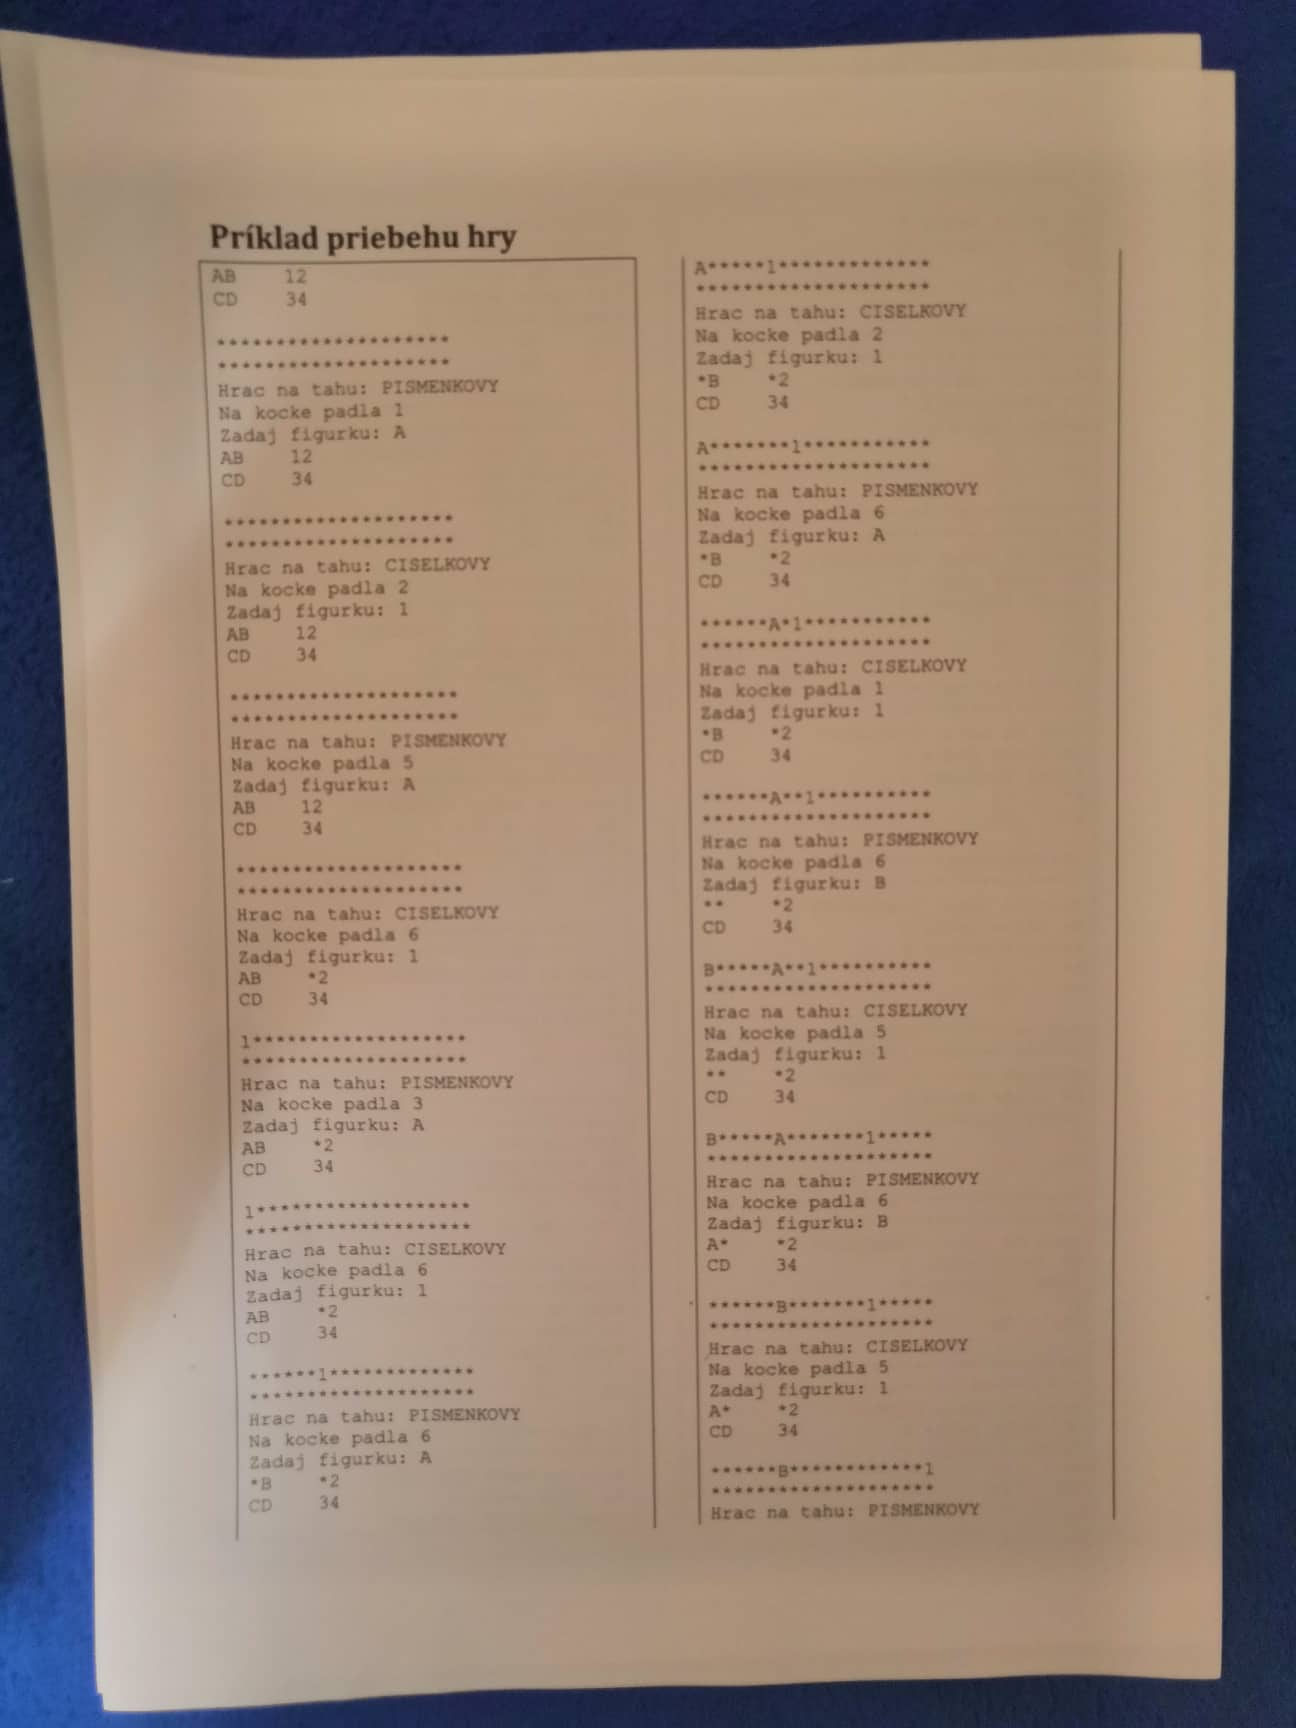 Príklad priebehu hry
AB    12
CD    34

********************
********************
Hrac na tahu: PISMENKOVY
Na kocke padla 1
Zadaj figurku: A
AB    12
CD    34

********************
********************
Hrac na tahu: CISELKOVY
Na kocke padla 2
Zadaj figurku: 1
AB    12
CD    34

********************
********************
Hrac na tahu: PISMENKOVY
Na kocke padla 5
Zadaj figurku: A
AB    12
CD    34

********************
********************
Hrac na tahu: CISELKOVY
Na kocke padla 6
Zadaj figurku: 1
AB    *2
CD    34

1*******************
********************
Hrac na tahu: PISMENKOVY
Na kocke padla 3
Zadaj figurku: A
AB    *2
CD    34

1*******************
********************
Hrac na tahu: CISELKOVY
Na kocke padla 6
Zadaj figurku: 1
AB    *2
CD    34

******1*************
********************
Hrac na tahu: PISMENKOVY
Na kocke padla 6
Zadaj figurku: A
*B    *2
CD    34

A*****1*************
********************
Hrac na tahu: CISELKOVY
Na kocke padla 2
Zadaj figurku: 1
*B    *2
CD    34

A*******1***********
********************
Hrac na tahu: PISMENKOVY
Na kocke padla 6
Zadaj figurku: A
*B    *2
CD    34

******A*1***********
********************
Hrac na tahu: CISELKOVY
Na kocke padla 1
Zadaj figurku: 1
*B    *2
CD    34

******A**1**********
********************
Hrac na tahu: PISMENKOVY
Na kocke padla 6
Zadaj figurku: B
**    *2
CD    34

B*****A**1**********
********************
Hrac na tahu: CISELKOVY
Na kocke padla 5
Zadaj figurku: 1
**    *2
CD    34

B*****A*******1*****
********************
Hrac na tahu: PISMENKOVY
Na kocke padla 6
Zadaj figurku: B
A*    *2
CD    34

******B*******1*****
********************
Hrac na tahu: CISELKOVY
Na kocke padla 5
Zadaj figurku: 1
A*    *2
CD    34

******B************1
********************
Hrac na tahu: PISMENKOVY